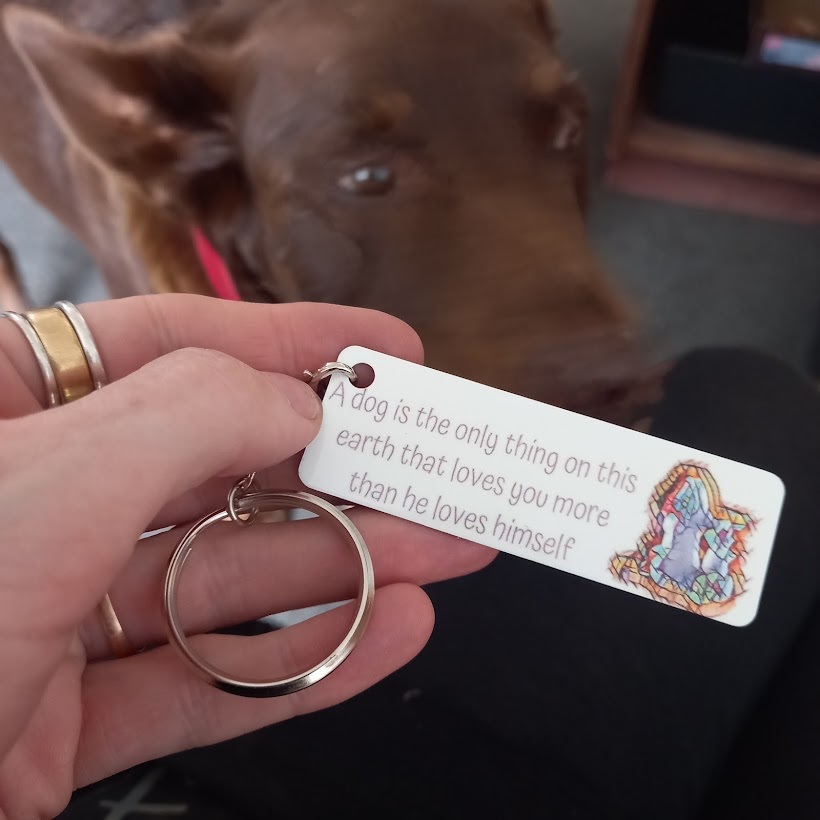 A dog is the only thing on this
earth that loves you more
than he loves himself